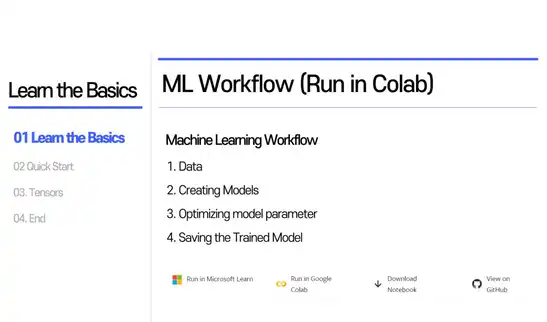 Learn the Basics
01 Learn the Basics
02 Quick Start
03. Tensors
04. End
ML Workflow (Run in Colab)
Machine Learning Workflow
1. Data
2. Creating Models
3. Optimizing model parameter
4. Saving the Trained Model
Run in Microsoft Learn
Run in Google
Colab
Download
Notebook
View on
GitHub